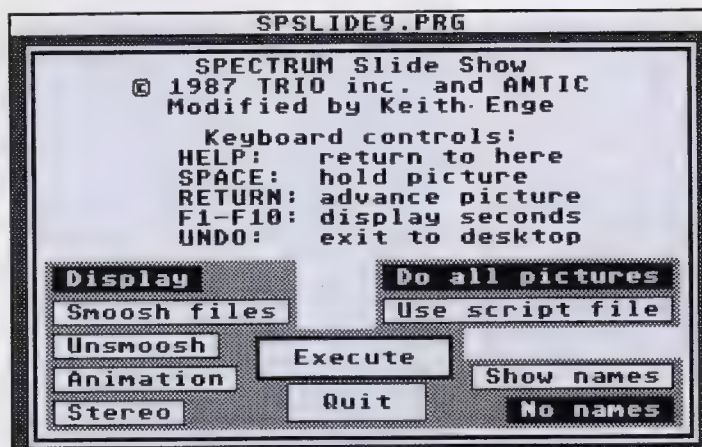 SPSLIDE9.PRG
SPECTRUM Slide Show
© 1987 TRIO inc. and ANTIC
Modified by Keith Enge
Keyboard controls:
HELP: return to here
SPACE: hold picture
RETURN: advance picture
F1-F10: display seconds
UNDO: exit to desktop
Display
Do all pictures
Smoosh files
Use script file
Unsmoosh
Execute
Animation
Show names
Stereo
Quit
No names